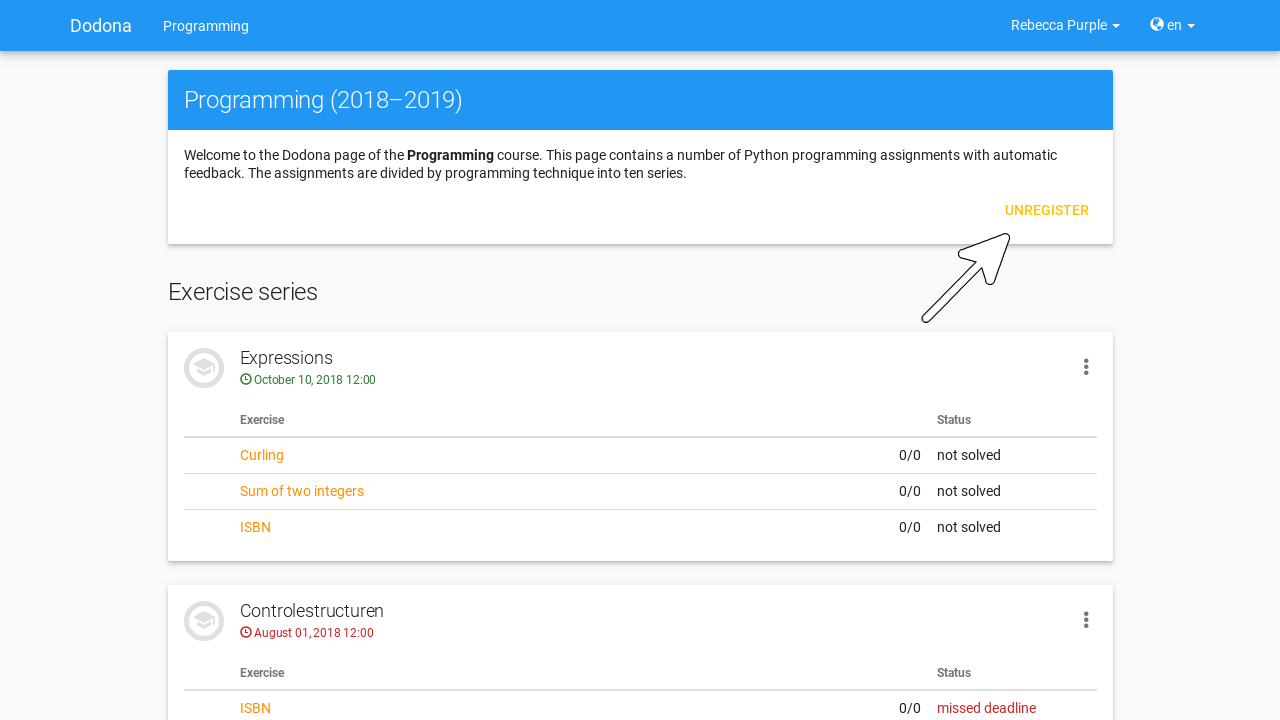 Dodona Programming Rebecca Purple en
Programming (2018–2019)
Welcome to the Dodona page of the Programming course. This page contains a number of Python programming assignments with automatic
feedback. The assignments are divided by programming technique into ten series.
UNREGISTER
Exercise series
Expressions
October 10, 2018 12:00
Exercise Status
Curling 0/0 not solved
Sum of two integers 0/0 not solved
ISBN 0/0 not solved
Controlestructuren
August 01, 2018 12:00
Exercise Status
ISBN 0/0 missed deadline